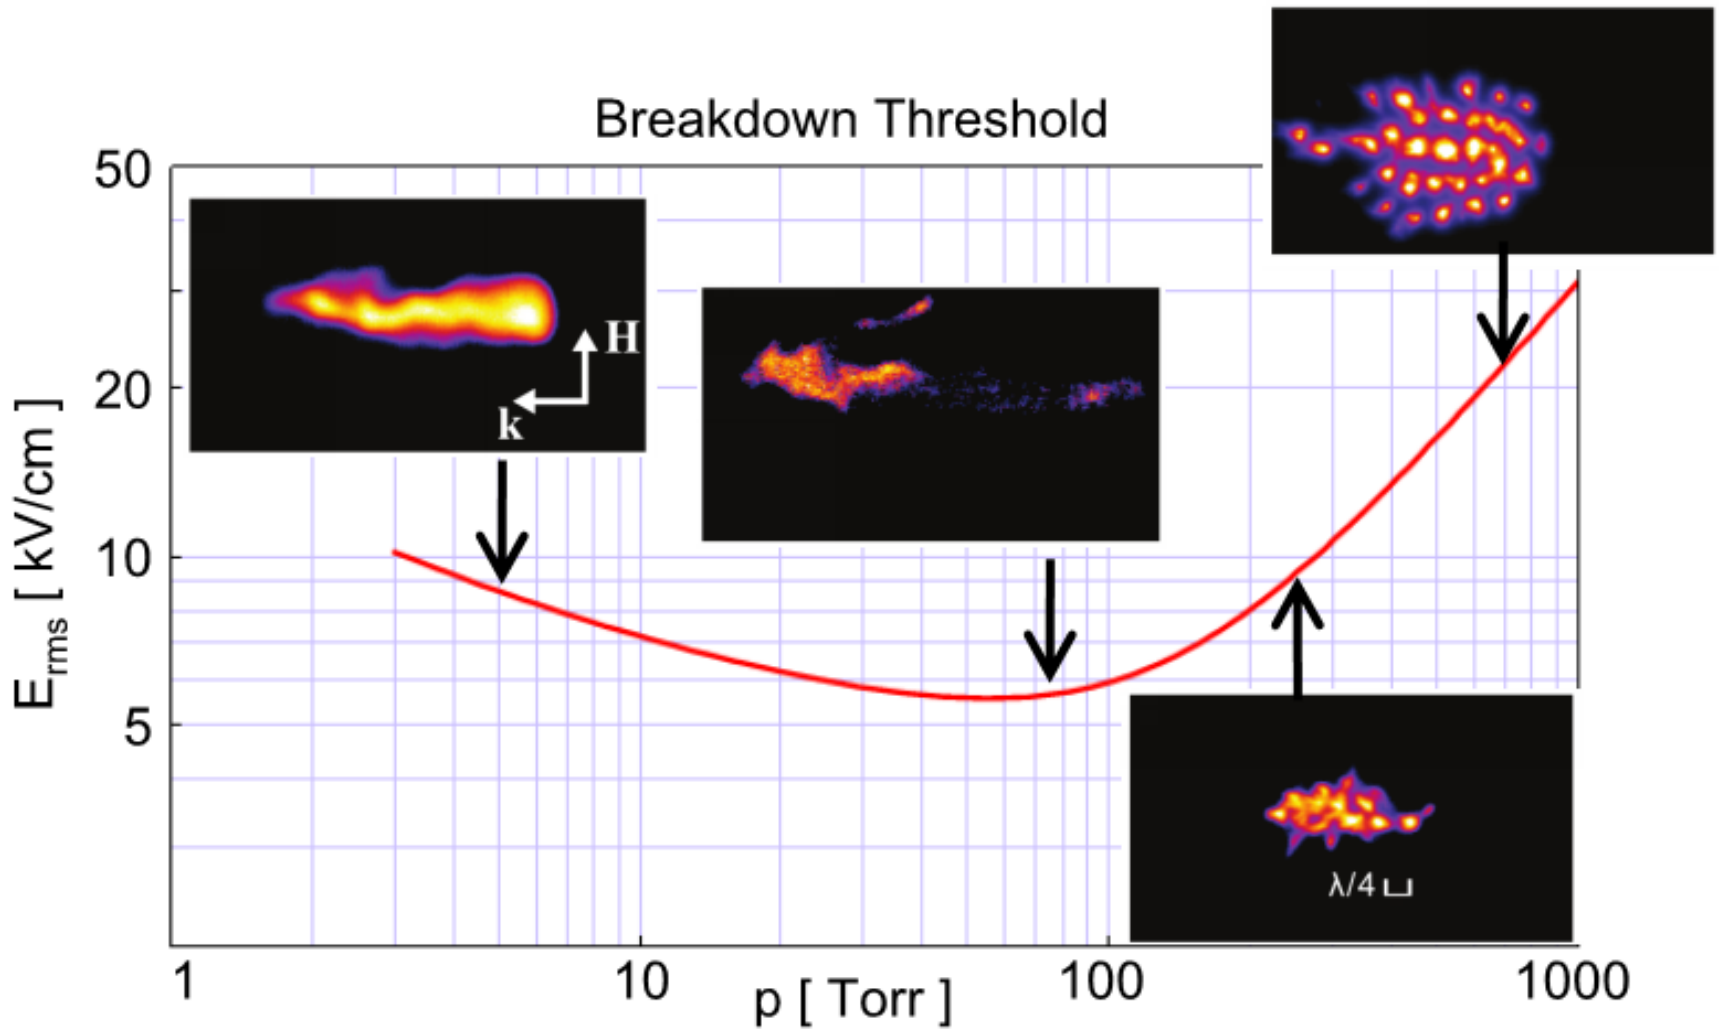 Breakdown Threshold
50
20
10
5
E_rms [ kV/cm ]
H
k
λ/4
1
10
100
1000
p [ Torr ]